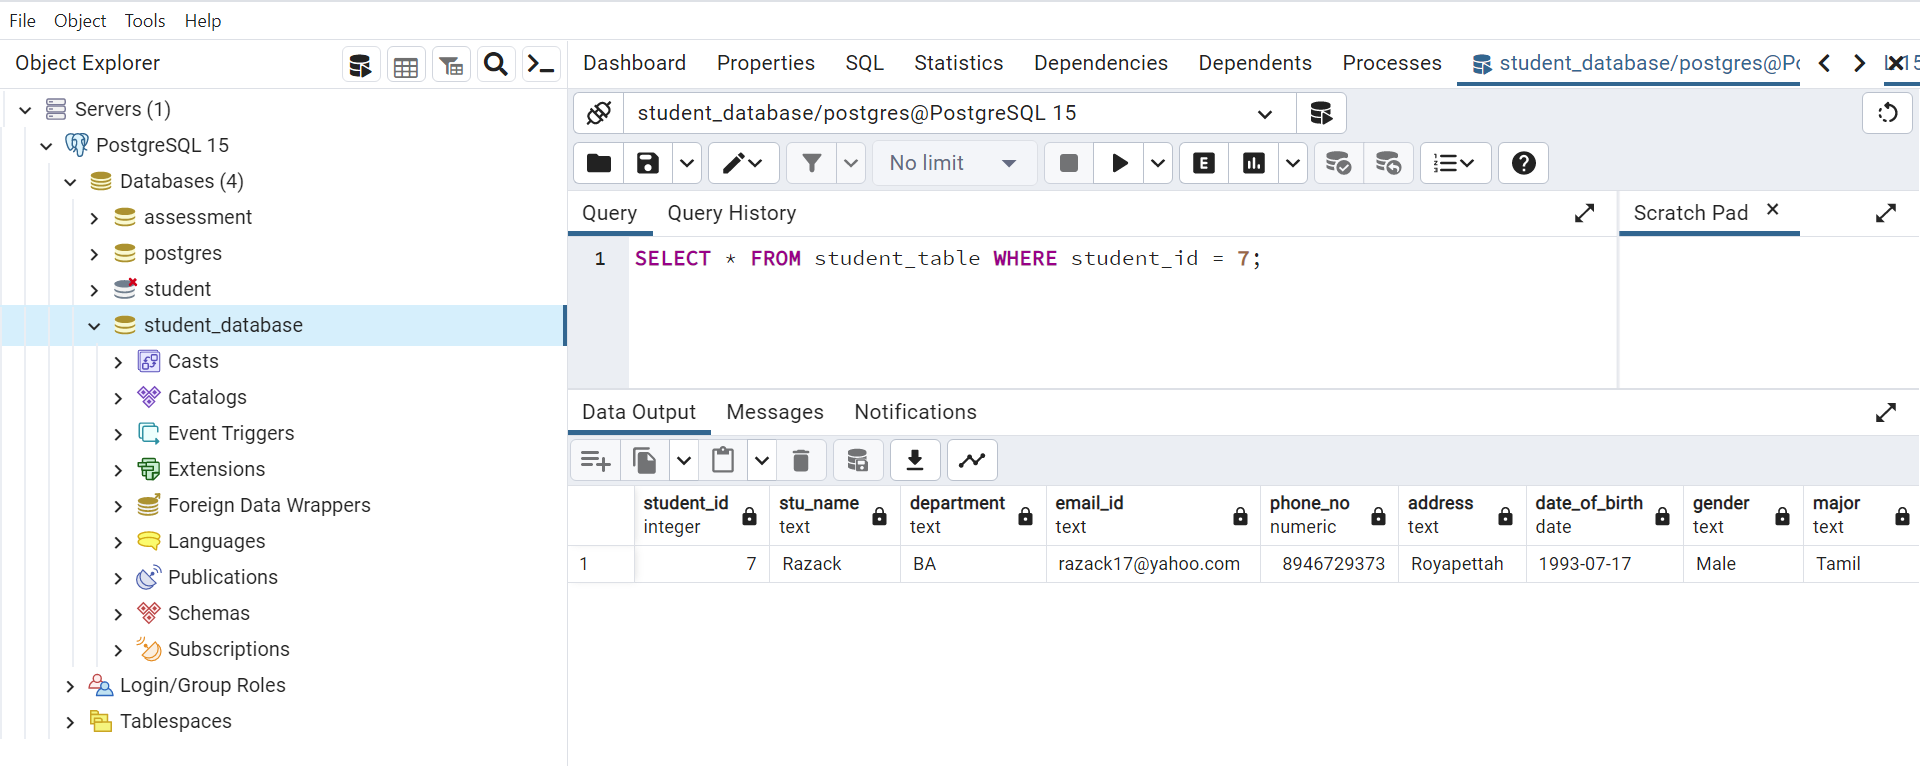 File Object Tools Help
Object Explorer
Dashboard Properties SQL Statistics Dependencies Dependents Processes student_database/postgres@Po
Servers (1)
PostgreSQL 15
Databases (4)
assessment
postgres
student
student_database
Casts
Catalogs
Event Triggers
Extensions
Foreign Data Wrappers
Languages
Publications
Schemas
Subscriptions
Login/Group Roles
Tablespaces
student_database/postgres@PostgreSQL 15
No limit
E
Query Query History
Scratch Pad
1 SELECT * FROM student_table WHERE student_id = 7;
Data Output Messages Notifications
student_id stu_name department email_id phone_no address date_of_birth gender major
integer text text text numeric text date text text
1 7 Razack BA razack17@yahoo.com 8946729373 Royapettah 1993-07-17 Male Tamil